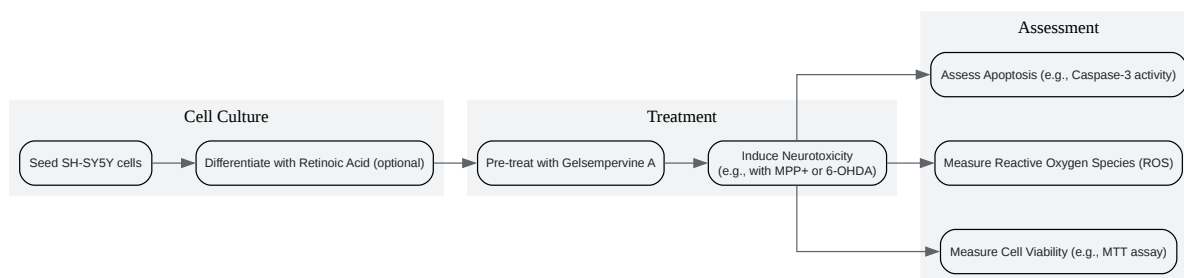 Cell Culture
Seed SH-SY5Y cells
Differentiate with Retinoic Acid (optional)
Treatment
Pre-treat with Gelsempervine A
Induce Neurotoxicity
(e.g., with MPP+ or 6-OHDA)
Assessment
Assess Apoptosis (e.g., Caspase-3 activity)
Measure Reactive Oxygen Species (ROS)
Measure Cell Viability (e.g., MTT assay)